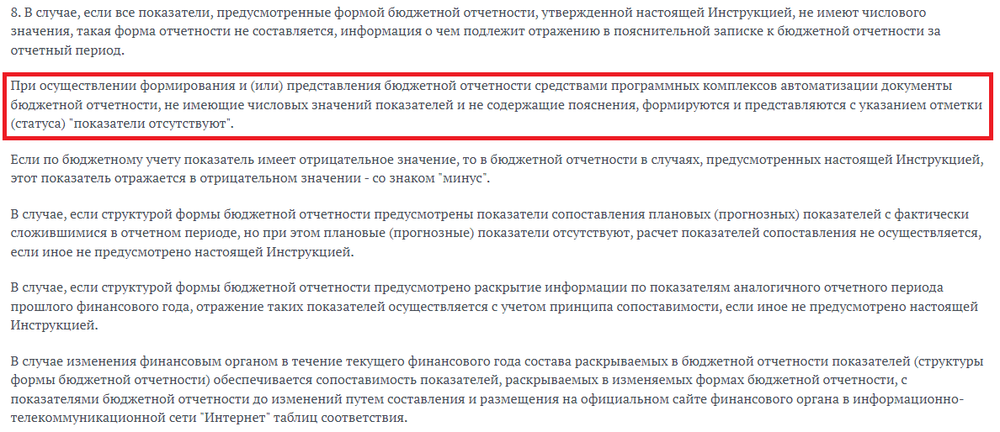 8. В случае, если все показатели, предусмотренные формой бюджетной отчетности, утвержденной настоящей Инструкцией, не имеют числового
значения, такая форма отчетности не составляется, информация о чем подлежит отражению в пояснительной записке к бюджетной отчетности за
отчетный период.
При осуществлении формирования и (или) представления бюджетной отчетности средствами программных комплексов автоматизации документы
бюджетной отчетности, не имеющие числовых значений показателей и не содержащие пояснения, формируются и представляются с указанием отметки
(статуса) "показатели отсутствуют".
Если по бюджетному учету показатель имеет отрицательное значение, то в бюджетной отчетности в случаях, предусмотренных настоящей Инструкцией,
этот показатель отражается в отрицательном значении - со знаком "минус".
В случае, если структурой формы бюджетной отчетности предусмотрены показатели сопоставления плановых (прогнозных) показателей с фактически
сложившимися в отчетном периоде, но при этом плановые (прогнозные) показатели отсутствуют, расчет показателей сопоставления не осуществляется,
если иное не предусмотрено настоящей Инструкцией.
В случае, если структурой формы бюджетной отчетности предусмотрено раскрытие информации по показателям аналогичного отчетного периода
прошлого финансового года, отражение таких показателей осуществляется с учетом принципа сопоставимости, если иное не предусмотрено настоящей
Инструкцией.
В случае изменения финансовым органом в течение текущего финансового года состава раскрываемых в бюджетной отчетности показателей (структуры
формы бюджетной отчетности) обеспечивается сопоставимость показателей, раскрываемых в изменяемых формах бюджетной отчетности, с
показателями бюджетной отчетности до изменений путем составления и размещения на официальном сайте финансового органа в информационно-
телекоммуникационной сети "Интернет" таблиц соответствия.